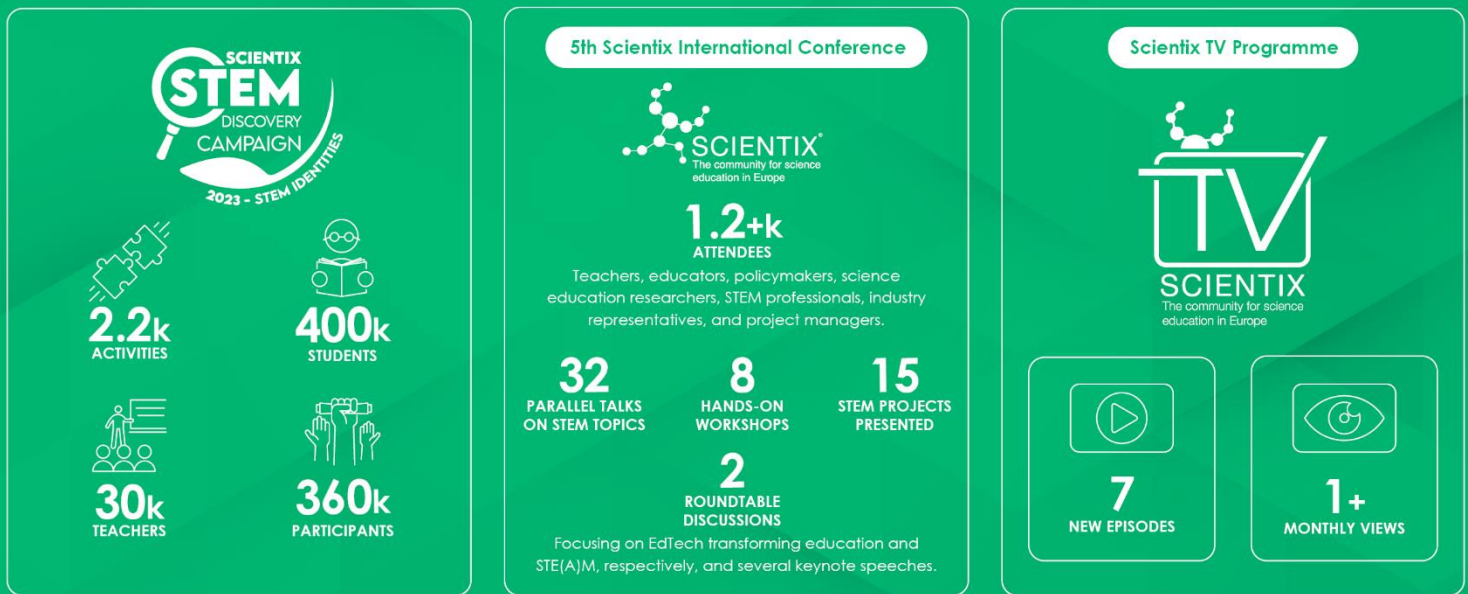 SCIENTIX
STEM
DISCOVERY
CAMPAIGN
2023 - STEM IDENTITIES
2.2k
ACTIVITIES
400k
STUDENTS
30k
TEACHERS
360k
PARTICIPANTS
5th Scientix International Conference
SCIENTIX®
The community for science
education in Europe
1.2+k
ATTENDEES
Teachers, educators, policymakers, science
education researchers, STEM professionals, industry
representatives, and project managers.
32
PARALLEL TALKS
ON STEM TOPICS
8
HANDS-ON
WORKSHOPS
15
STEM PROJECTS
PRESENTED
2
ROUNDTABLE
DISCUSSIONS
Focusing on EdTech transforming education and
STE(A)M, respectively, and several keynote speeches.
Scientix TV Programme
TV
SCIENTIX
The community for science
education in Europe
7
NEW EPISODES
1+
MONTHLY VIEWS